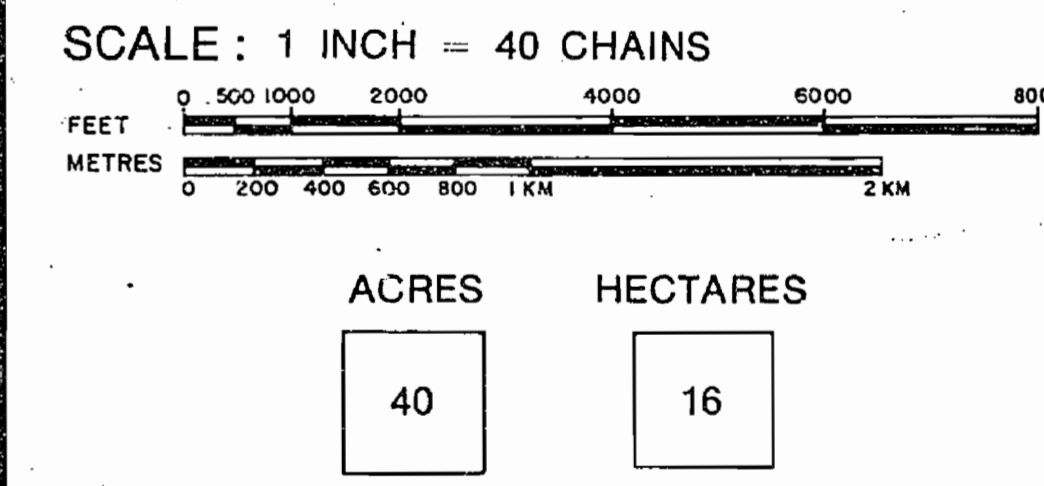 SCALE: 1 INCH = 40 CHAINS
0 500 1000 2000 4000 6000
FEET
METRES
0 200 400 600 800 1 KM 2 KM
ACRES HECTARES
40 16